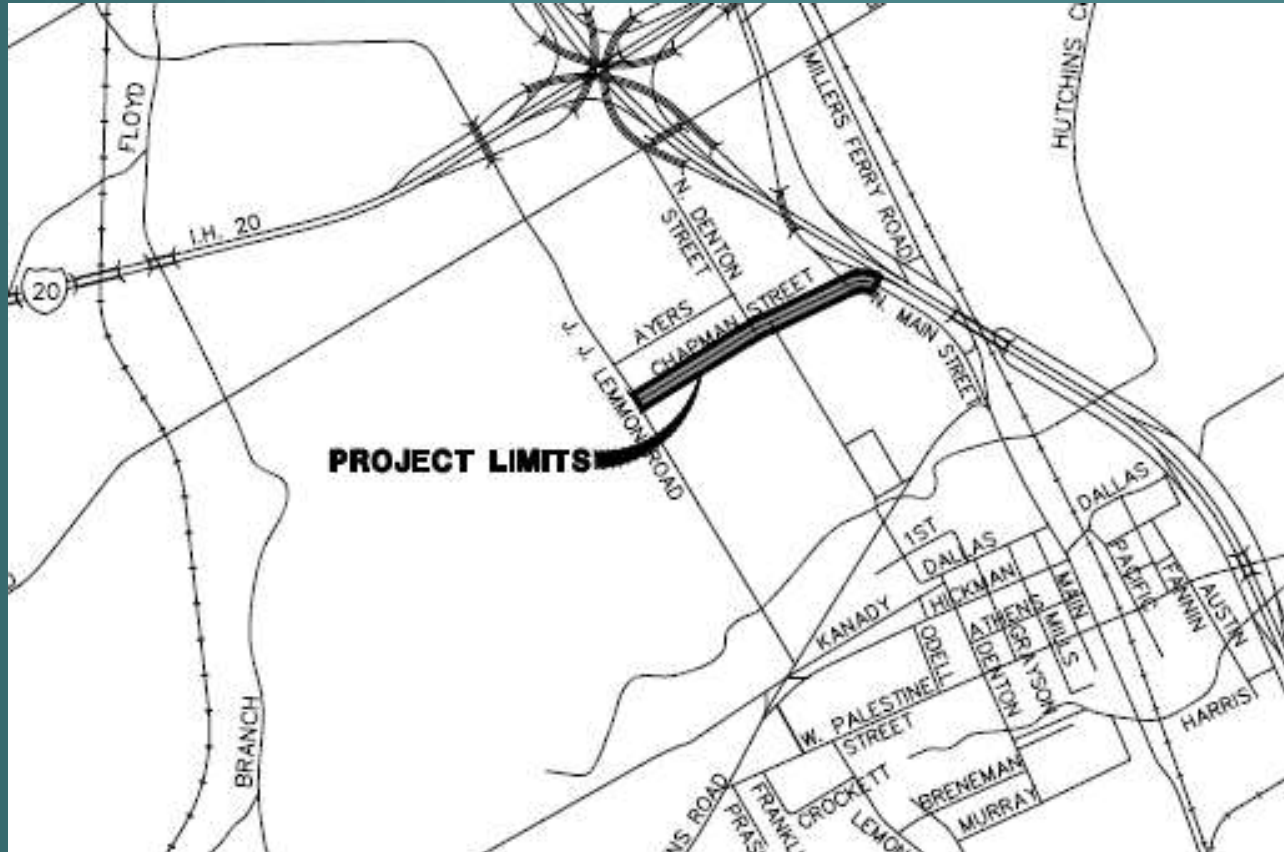 FLOYD
MILLERS FERRY ROAD
HUTCHINS
I.H. 20
20
N. DENTON
STREET
AYERS
CHAPMAN STREET
N. MAIN STREET
J. J. LEMMON ROAD
PROJECT LIMITS
DALLAS
1ST
DALLAS
HICKMAN
KANADY
MAIN
PACIFIC
FANNIN
AUSTIN
ATHENS
MILLS
GRAYSON
ODELL
DENTON
W. PALESTINE
STREET
HARRIS
BRANCH
CROCKETT
BRENEMAN
MURRAY
ROAD